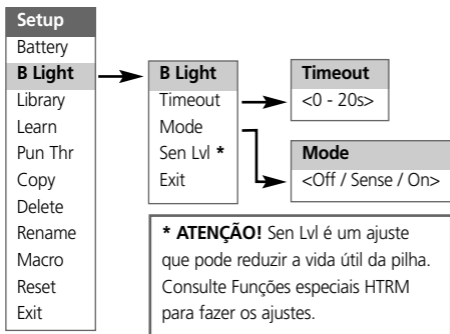 Setup
Battery
B Light
Library
Learn
Pun Thr
Copy
Delete
Rename
Macro
Reset
Exit
B Light
Timeout
Mode
Sen Lvl *
Exit
Timeout
<0 - 20s>
Mode
<Off / Sense / On>
* ATENÇÃO! Sen Lvl é um ajuste
que pode reduzir a vida útil da pilha.
Consulte Funções especiais HTRM
para fazer os ajustes.